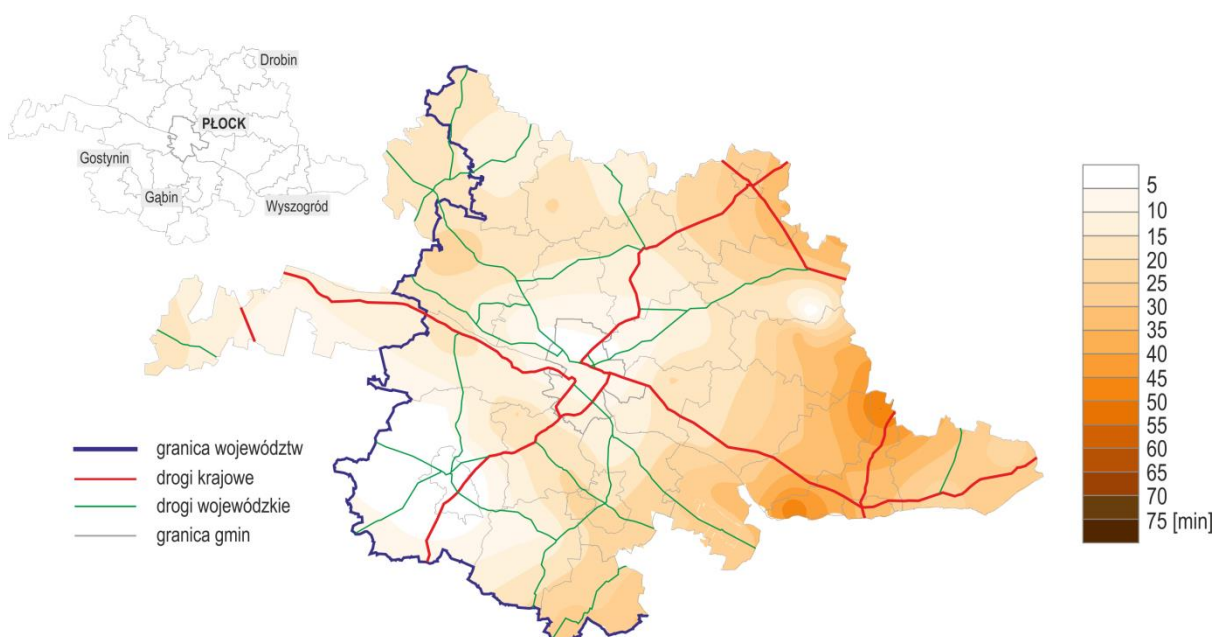 Drobin
PŁOCK
Gostynin
Gąbin
Wyszogród
granica województw
drogi krajowe
drogi wojewódzkie
granica gmin
5
10
15
20
25
30
35
40
45
50
55
60
65
70
75 [min]